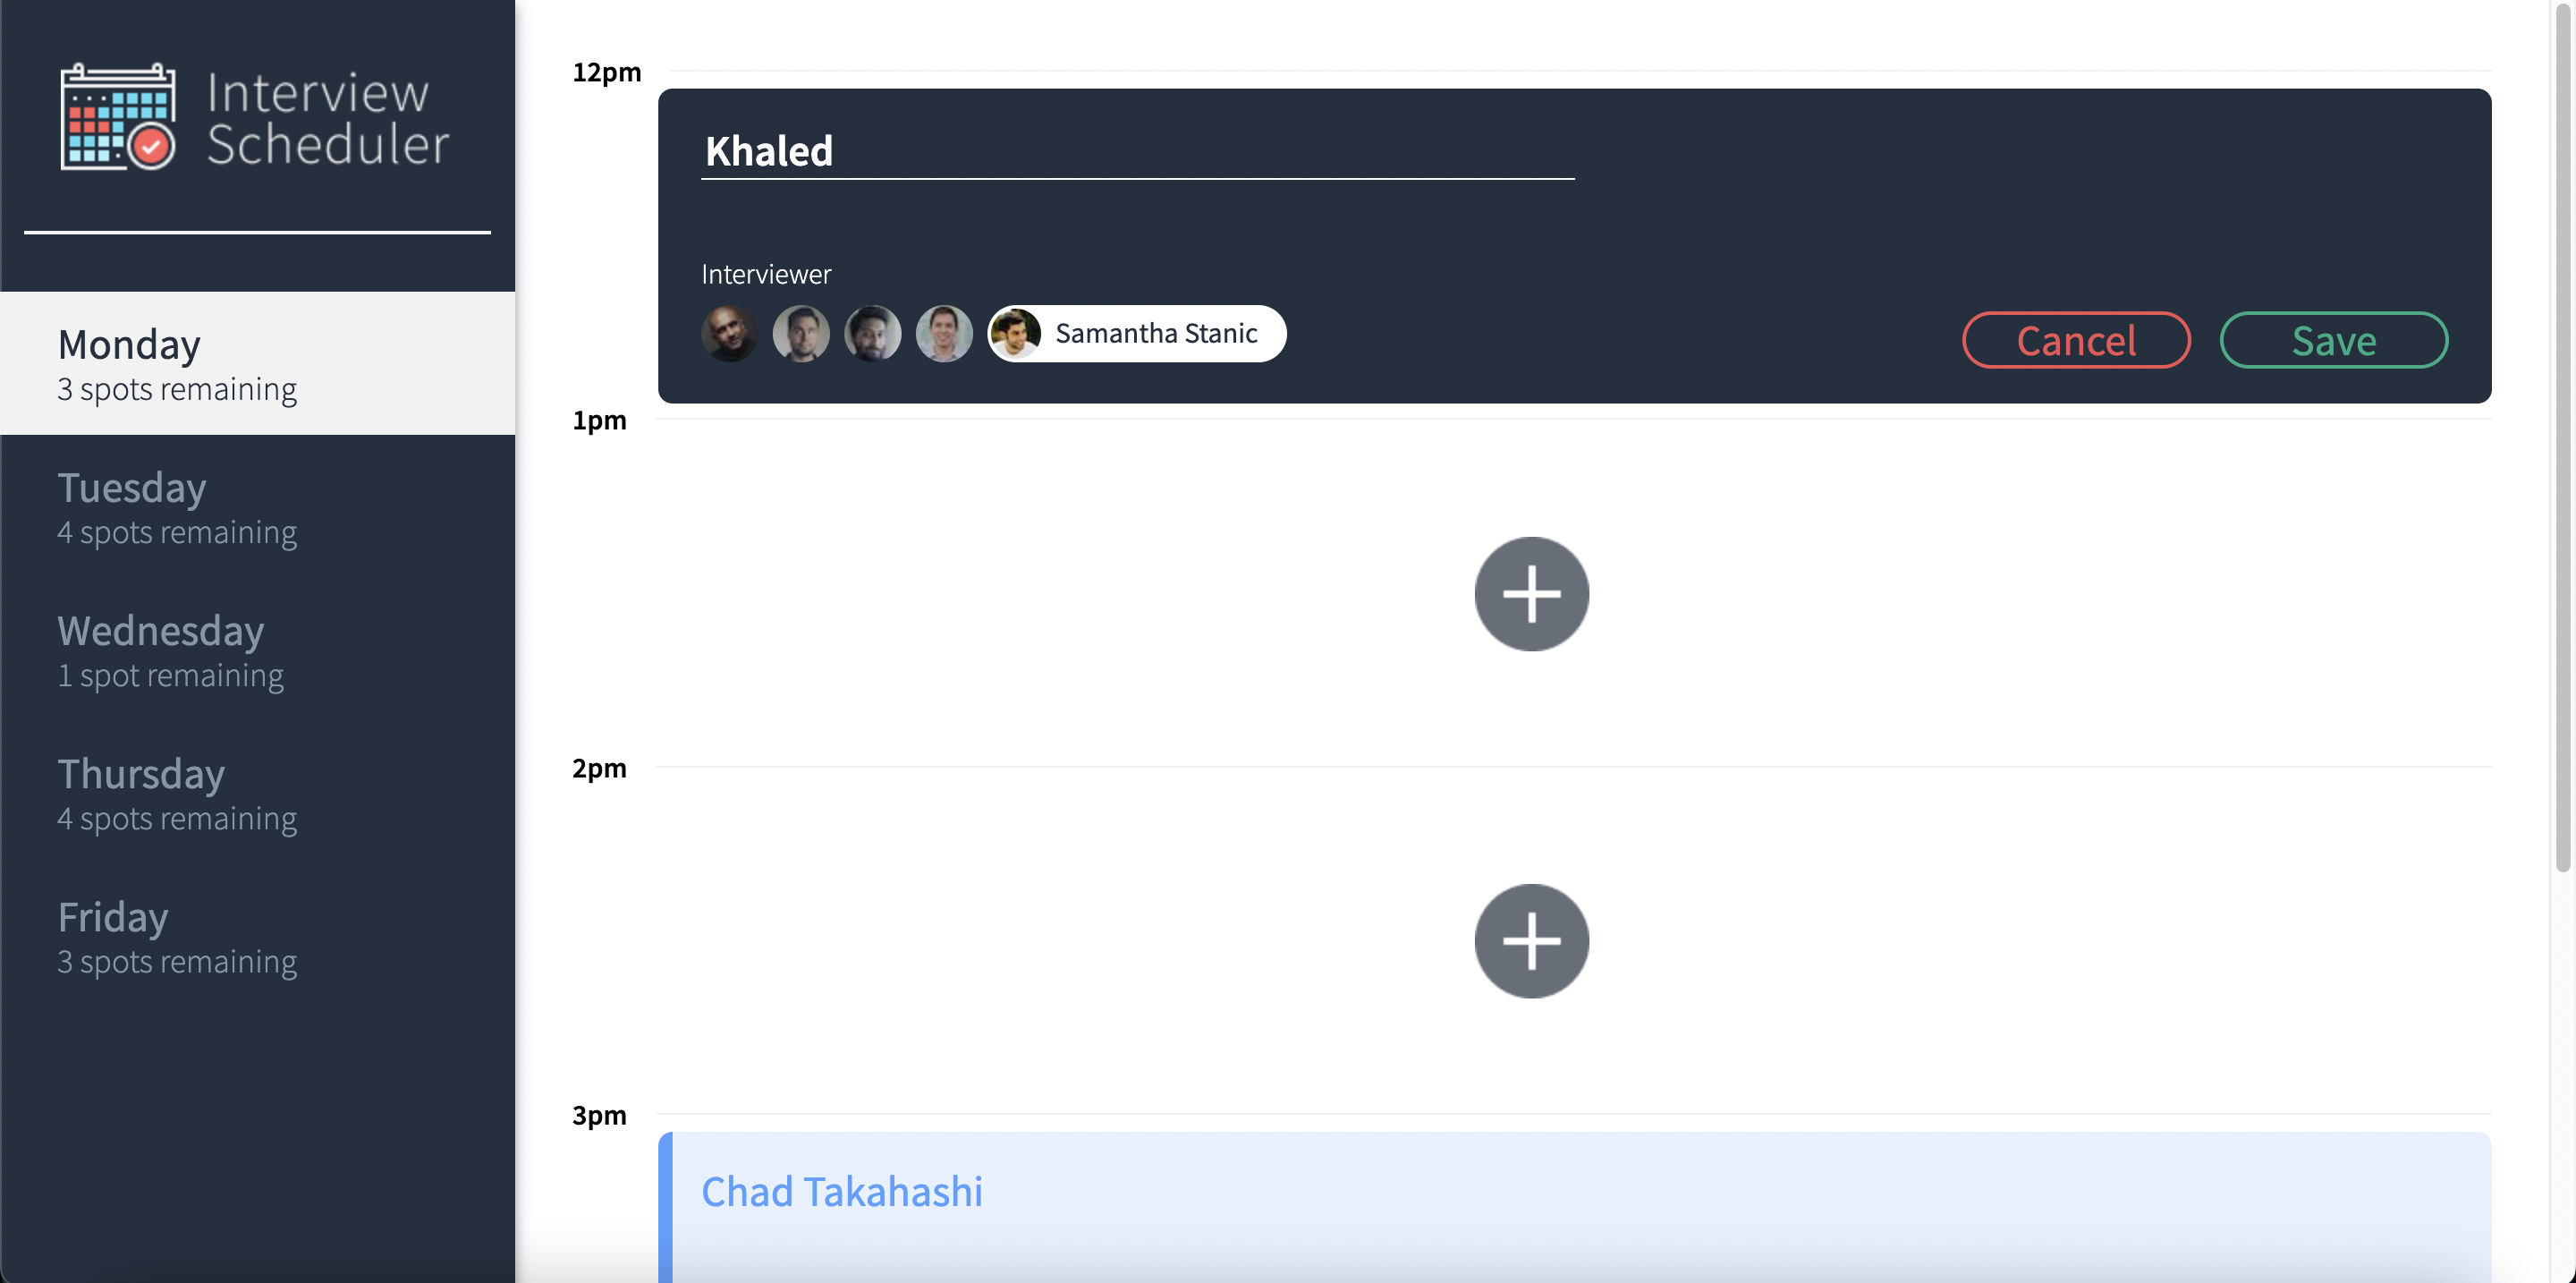 Interview
Scheduler
Monday
3 spots remaining
Tuesday
4 spots remaining
Wednesday
1 spot remaining
Thursday
4 spots remaining
Friday
3 spots remaining
12pm
Khaled
Interviewer
Samantha Stanic
Cancel
Save
1pm
2pm
3pm
Chad Takahashi